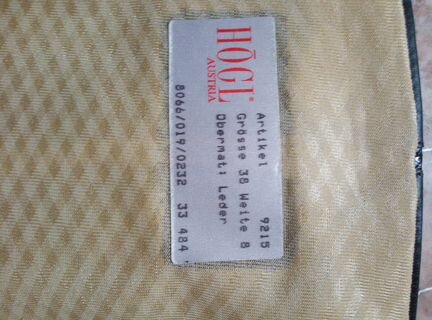 HÖGL®
AUSTRIA
Artikel 9215
Grösse 38 Weite 8
Obermat: Leder
8066/019/0232 33 484